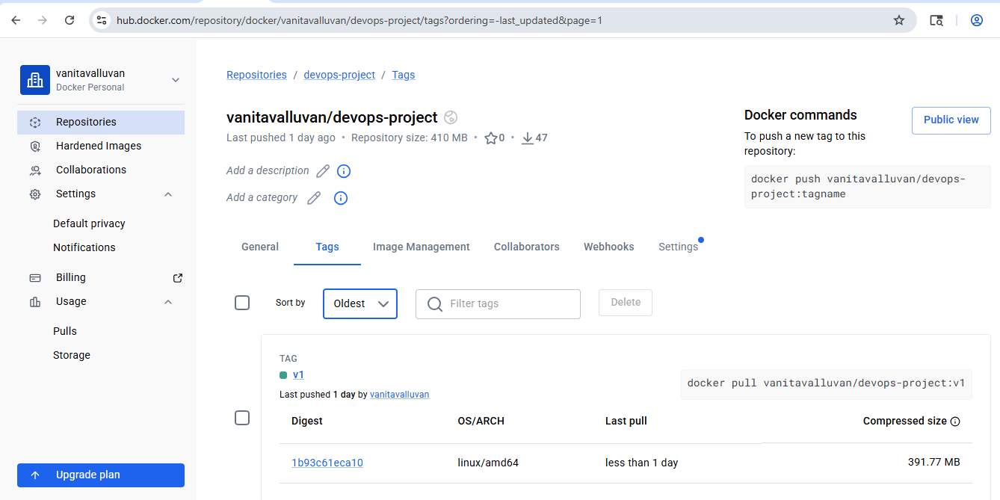 hub.docker.com/repository/docker/vanitavalluvan/devops-project/tags?ordering=-last_updated&page=1
vanitavalluvan
Docker Personal
Repositories
Hardened Images
Collaborations
Settings
Default privacy
Notifications
Billing
Usage
Pulls
Storage
Upgrade plan
Repositories / devops-project / Tags
vanitavalluvan/devops-project
Last pushed 1 day ago • Repository size: 410 MB • 0 • 47
Add a description
Add a category
Docker commands
Public view
To push a new tag to this
repository:
docker push vanitavalluvan/devops-
project:tagname
General Tags Image Management Collaborators Webhooks Settings
Sort by Oldest Filter tags Delete
TAG
v1
Last pushed 1 day by vanitavalluvan
docker pull vanitavalluvan/devops-project:v1
Digest OS/ARCH Last pull Compressed size
1b93c61eca10 linux/amd64 less than 1 day 391.77 MB